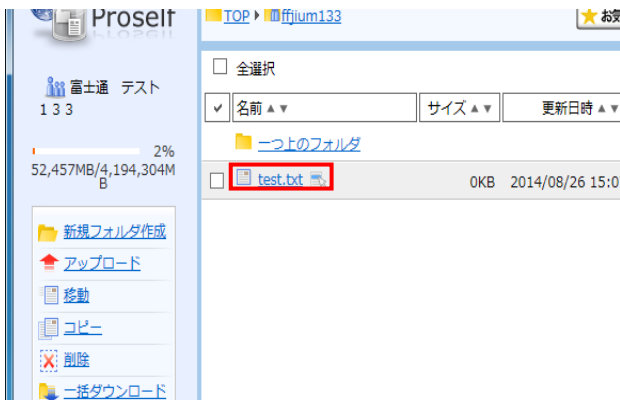 Proself
富士通 テスト
133
2%
52,457MB/4,194,304M
B
新規フォルダ作成
アップロード
移動
コピー
削除
一括ダウンロード
TOP ffjium133
お気
全選択
名前 ▲▼ サイズ ▲▼ 更新日時 ▲▼
一つ上のフォルダ
test.txt 0KB 2014/08/26 15:0